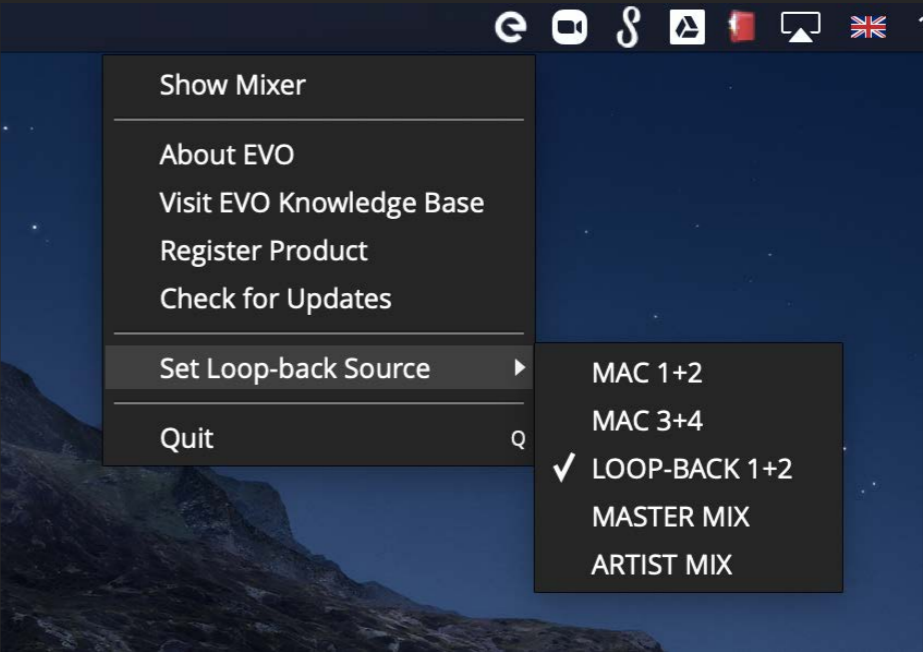 Show Mixer
About EVO
Visit EVO Knowledge Base
Register Product
Check for Updates
Set Loop-back Source
Quit Q
MAC 1+2
MAC 3+4
LOOP-BACK 1+2
MASTER MIX
ARTIST MIX